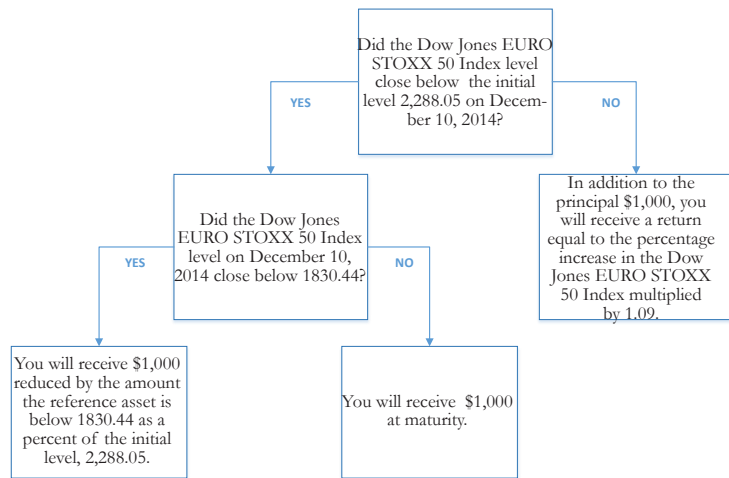 Did the Dow Jones EURO
STOXX 50 Index level
close below the initial
level 2,288.05 on Decem-
ber 10, 2014?
YES
NO
Did the Dow Jones
EURO STOXX 50 Index
level on December 10,
2014 close below 1830.44?
In addition to the
principal $1,000, you
will receive a return
equal to the percentage
increase in the Dow
Jones EURO STOXX
50 Index multiplied
by 1.09.
YES
NO
You will receive $1,000
reduced by the amount
the reference asset is
below 1830.44 as a
percent of the initial
level, 2,288.05.
You will receive $1,000
at maturity.